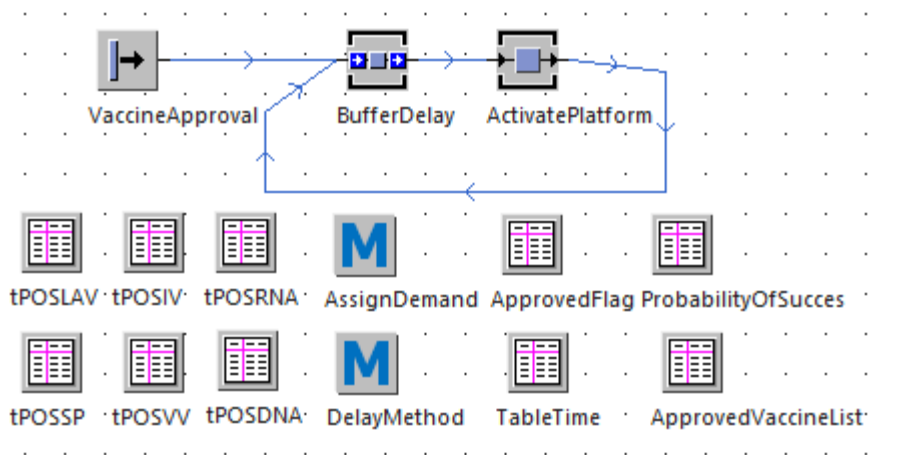 VaccineApproval BufferDelay ActivatePlatform
tPOSLAV tPOSIV tPOSRNA AssignDemand ApprovedFlag ProbabilityOfSucces
tPOSSP tPOSVV tPOSDNA DelayMethod TableTime ApprovedVaccineList